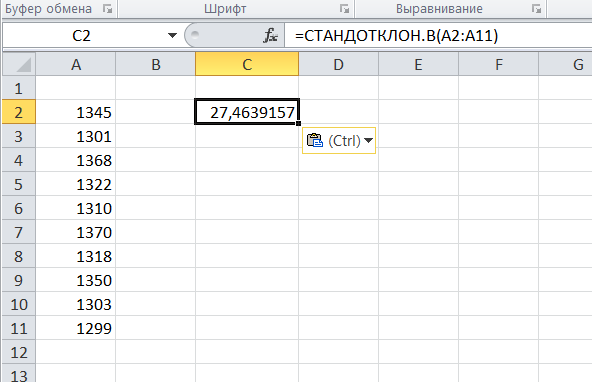 Буфер обмена Шрифт Выравнивание
C2 fx =СТАНДОТКЛОН.В(A2:A11)
A B C D E F G
1
2 1345 27,4639157
3 1301 (Ctrl)
4 1368
5 1322
6 1310
7 1370
8 1318
9 1350
10 1303
11 1299
12
13